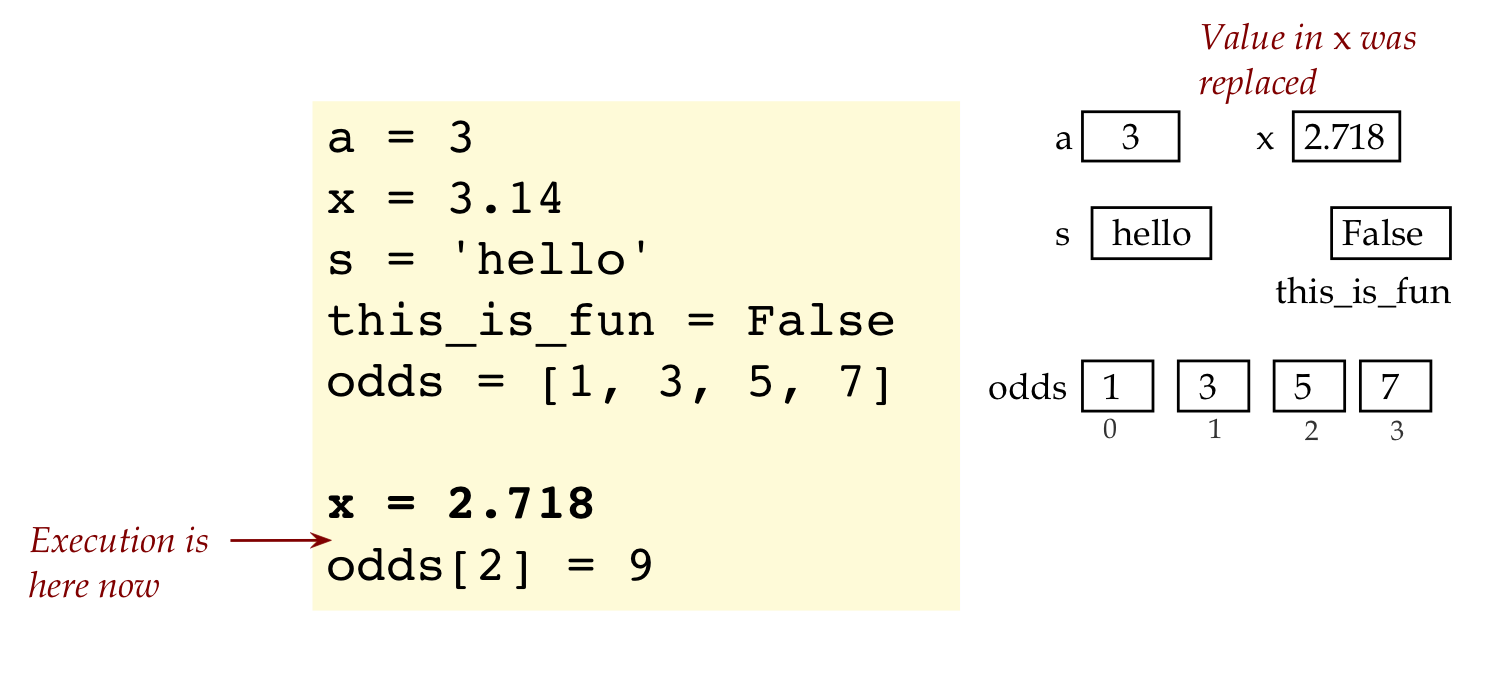 Value in x was
replaced
a = 3
x = 3.14
s = 'hello'
this_is_fun = False
odds = [1, 3, 5, 7]
x = 2.718
odds[2] = 9
Execution is
here now
a 3 x 2.718
s hello False
this_is_fun
odds 1 3 5 7
0 1 2 3